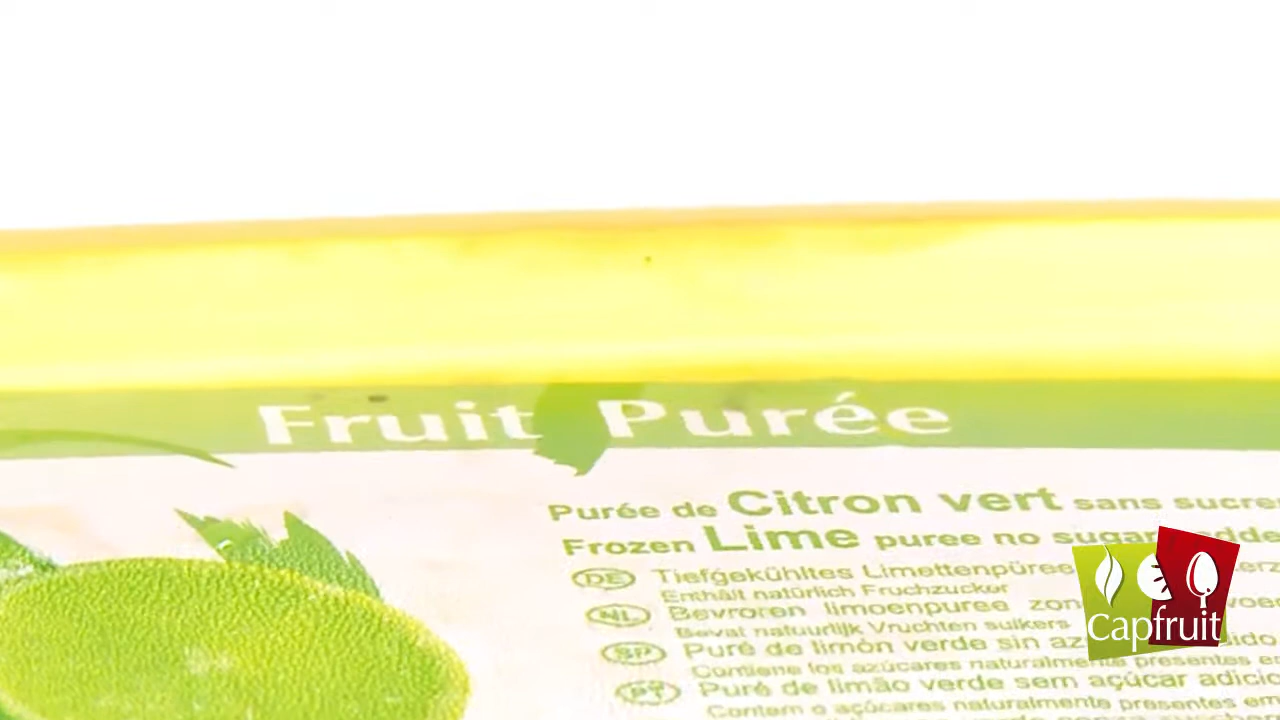 Fruit Purée
Purée de Citron vert sans sucre
Frozen Lime puree no sugar
DE Tiefgekühltes Limettenpüree
Enthält natürlich Fruchzucker
NL Bevroren limoenpuree
Bevat natuurlijk Vruchten suikers
SP Puré de limón verde sin
Contiene los azúcares naturalmente presentes
PT Puré de limão verde sem açúcar
Contem o açúcares naturalmente presentes em
capfruit